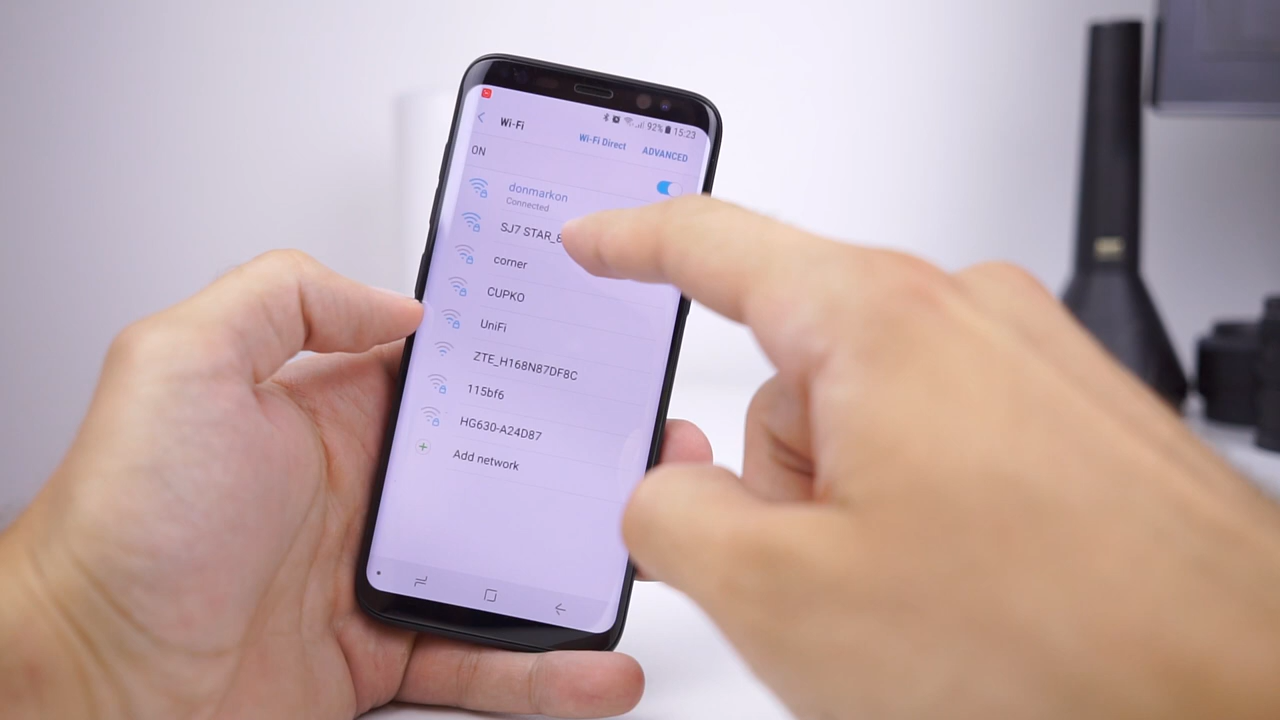 92% 15:23
Wi-Fi
Wi-Fi Direct
ADVANCED
ON
donmarkon
Connected
SJ7 STAR_
corner
CUPKO
UniFi
ZTE_H168N87DF8C
115bf6
HG630-A24D87
Add network